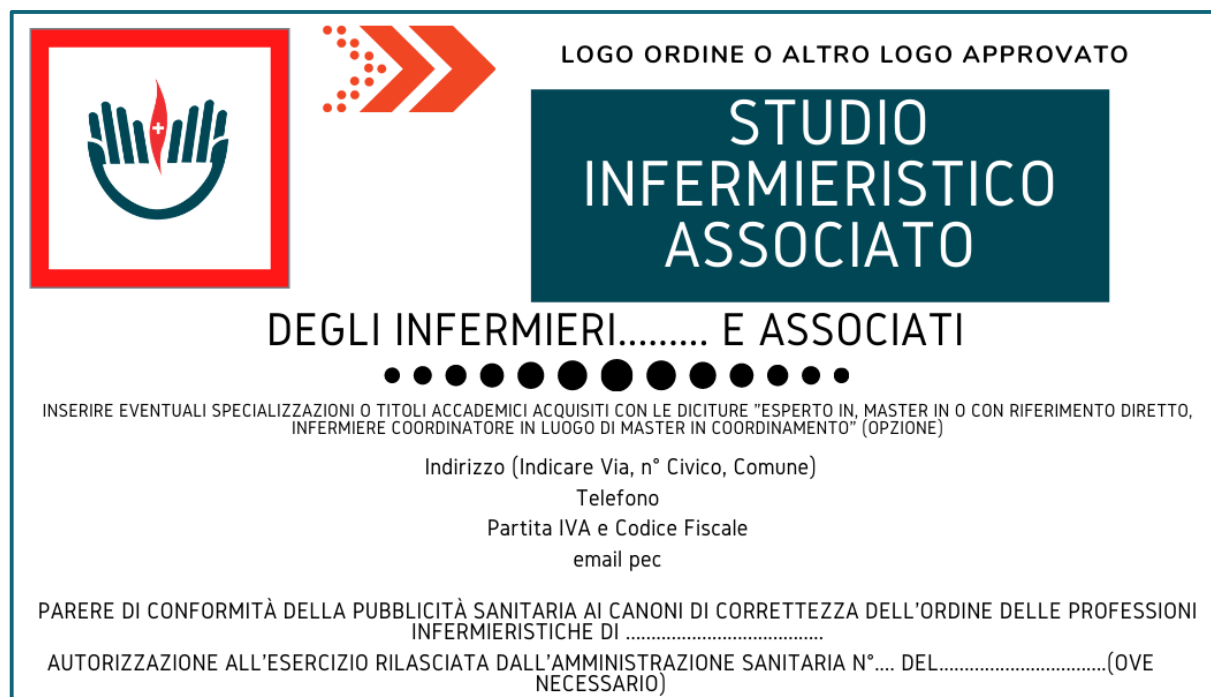 LOGO ORDINE O ALTRO LOGO APPROVATO
STUDIO
INFERMIERISTICO
ASSOCIATO
DEGLI INFERMIERI......... E ASSOCIATI
INSERIRE EVENTUALI SPECIALIZZAZIONI O TITOLI ACCADEMICI ACQUISITI CON LE DICITURE "ESPERTO IN, MASTER IN O CON RIFERIMENTO DIRETTO,
INFERMIERE COORDINATORE IN LUOGO DI MASTER IN COORDINAMENTO" (OPZIONE)
Indirizzo (Indicare Via, n° Civico, Comune)
Telefono
Partita IVA e Codice Fiscale
email pec
PARERE DI CONFORMITÀ DELLA PUBBLICITÀ SANITARIA AI CANONI DI CORRETTEZZA DELL'ORDINE DELLE PROFESSIONI
INFERMIERISTICHE DI .......................................
AUTORIZZAZIONE ALL'ESERCIZIO RILASCIATA DALL'AMMINISTRAZIONE SANITARIA N°.... DEL.................................(OVE
NECESSARIO)